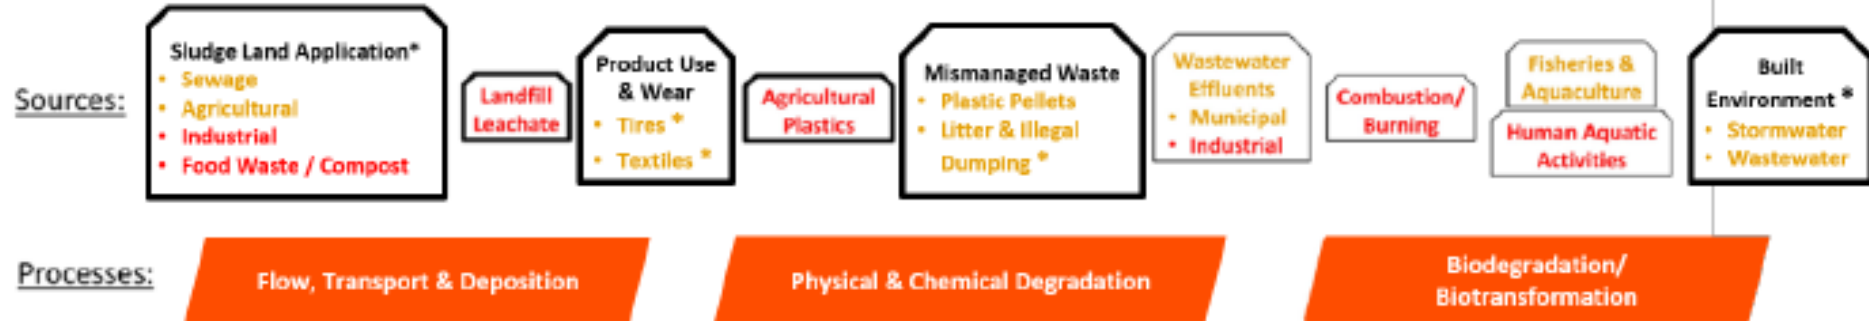 Sources:
Sludge Land Application*
• Sewage
• Agricultural
• Industrial
• Food Waste / Compost
Landfill
Leachate
Product Use
& Wear
• Tires *
• Textiles *
Agricultural
Plastics
Mismanaged Waste
• Plastic Pellets
• Litter & Illegal
Dumping *
Wastewater
Effluents
• Municipal
• Industrial
Combustion/
Burning
Fisheries &
Aquaculture
Human Aquatic
Activities
Built
Environment *
• Stormwater
• Wastewater
Processes:
Flow, Transport & Deposition
Physical & Chemical Degradation
Biodegradation/
Biotransformation